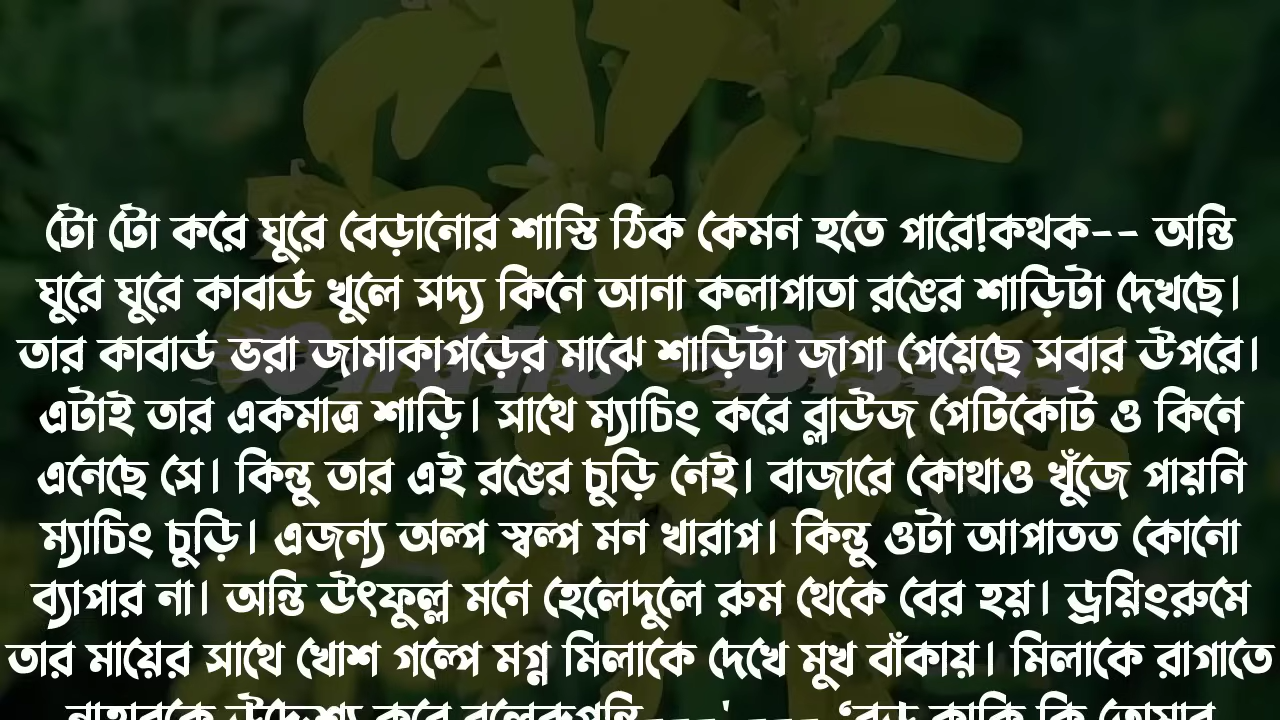 টো টো করে ঘুরে বেড়ানোর শাস্তি ঠিক কেমন হতে পারে!কথক-- অন্তি
ঘুরে ঘুরে কাবার্ড খুলে সদ্য কিনে আনা কলাপাতা রঙের শাড়িটা দেখছে।
তার কাবার্ড ভরা জামাকাপড়ের মাঝে শাড়িটা জাগা পেয়েছে সবার উপরে।
এটাই তার একমাত্র শাড়ি। সাথে ম্যাচিং করে ব্লাউজ পেটিকোট ও কিনে
এনেছে সে। কিন্তু তার এই রঙের চুড়ি নেই। বাজারে কোথাও খুঁজে পায়নি
ম্যাচিং চুড়ি। এজন্য অল্প স্বল্প মন খারাপ। কিন্তু ওটা আপাতত কোনো
ব্যাপার না। অন্তি উৎফুল্ল মনে হেলেদুলে রুম থেকে বের হয়। ড্রয়িংরুমে
তার মায়ের সাথে খোশ গল্পে মগ্ন মিলাকে দেখে মুখ বাঁকায়। মিলাকে রাগাতে